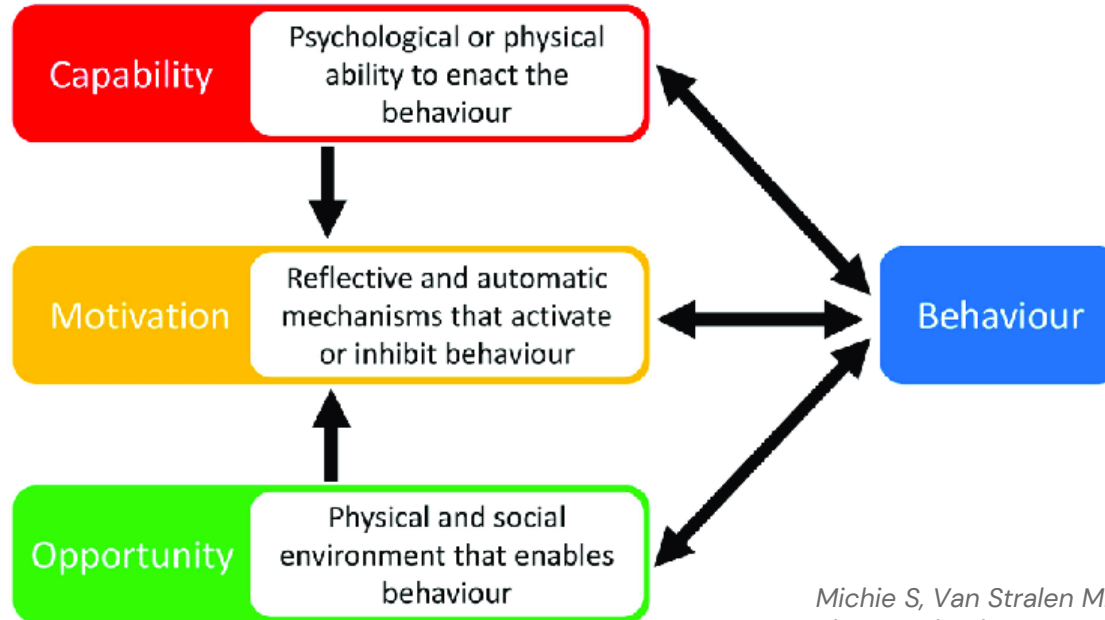 Capability
Psychological or physical
ability to enact the
behaviour
Motivation
Reflective and automatic
mechanisms that activate
or inhibit behaviour
Behaviour
Opportunity
Physical and social
environment that enables
behaviour
Michie S, Van Stralen M